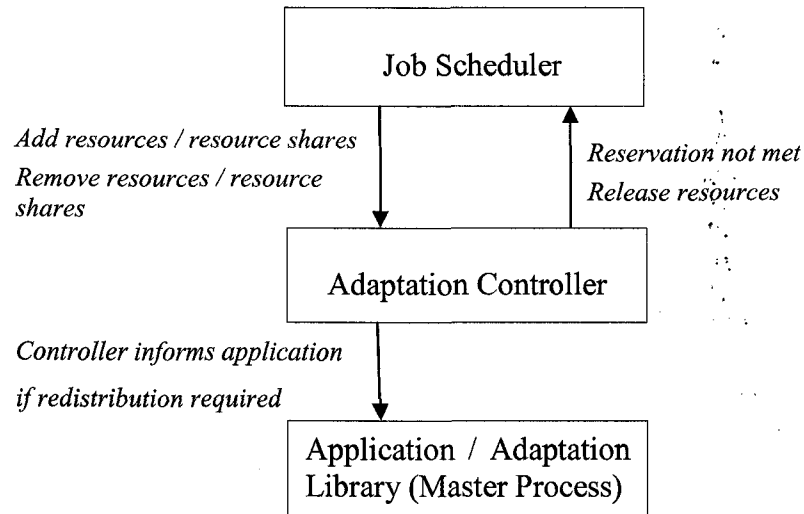 Job Scheduler
Add resources / resource shares
Remove resources / resource
shares
Reservation not met
Release resources
Adaptation Controller
Controller informs application
if redistribution required
Application / Adaptation
Library (Master Process)